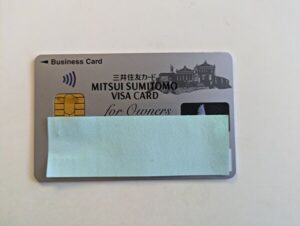 Business Card
三井住友カード
MITSUI SUMITOMO
VISA CARD
for Owners